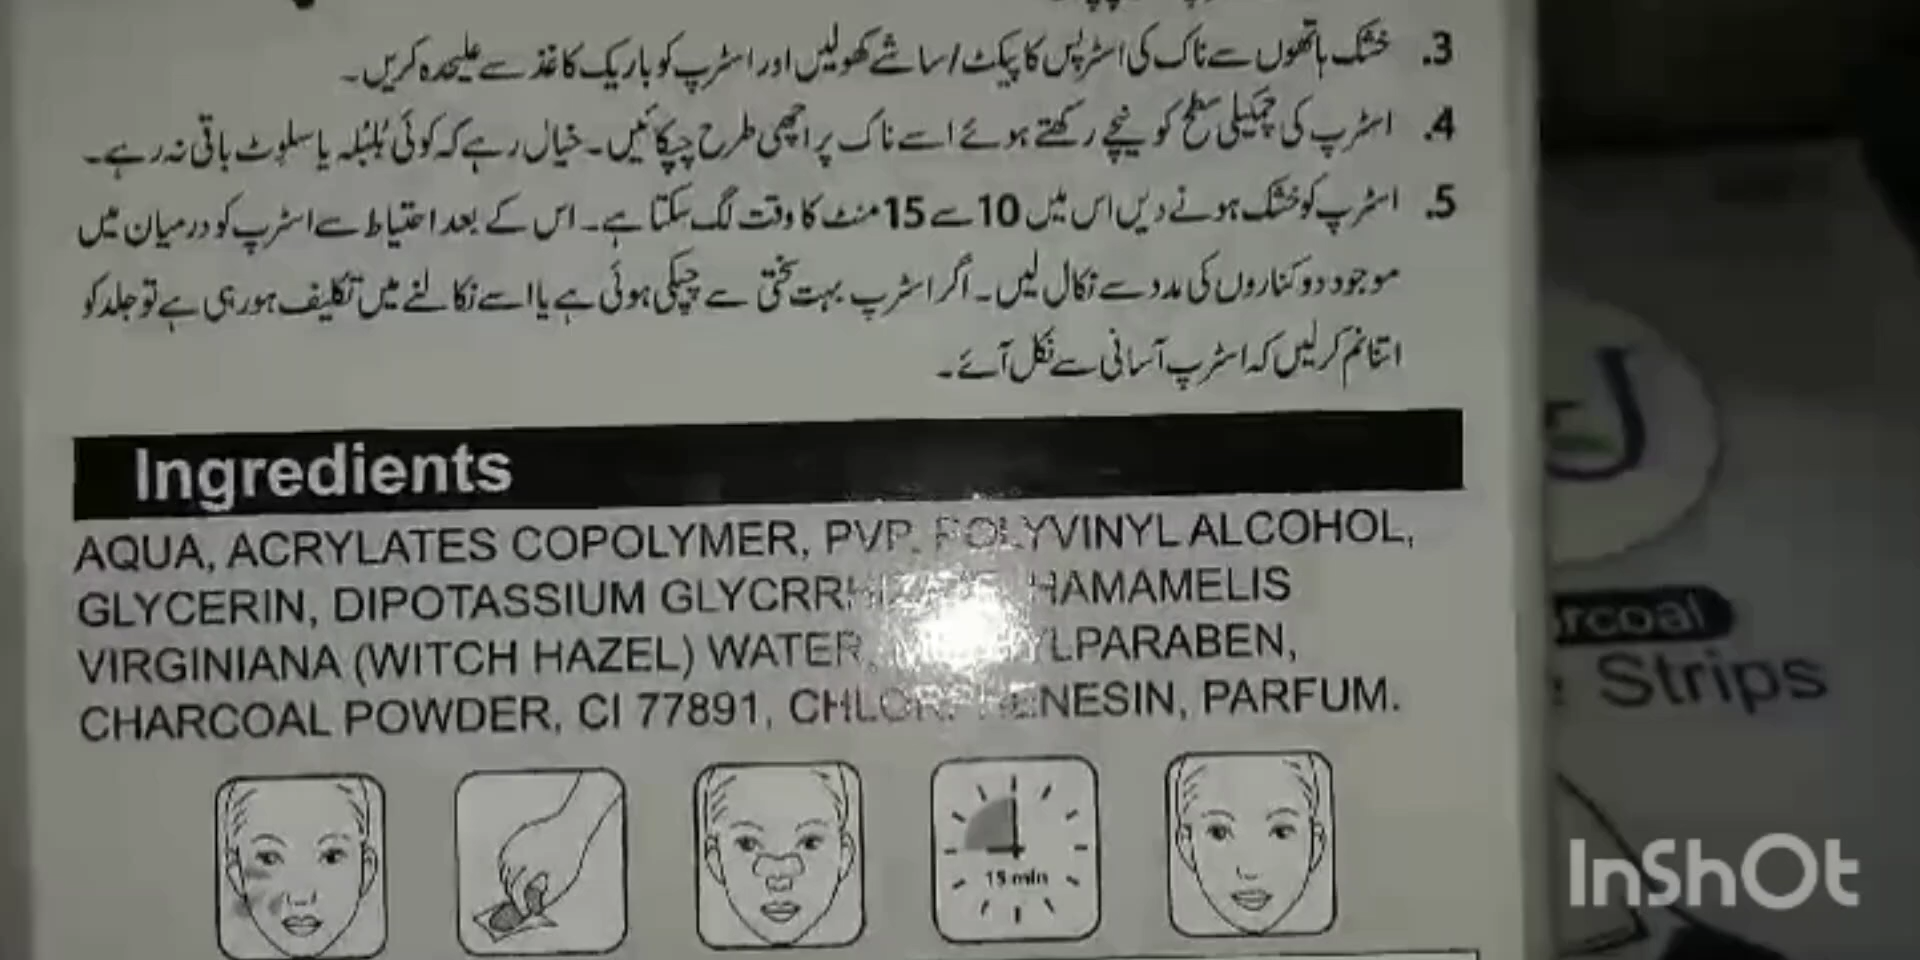 3. خشک ہاتھوں سے ناک کی اسٹرپس کا پیکٹ/ساشے کھولیں اور اسٹرپ کو باریک کاغذ سے علیحدہ کریں۔
4. اسٹرپ کی چمکیلی سطح کو نیچے رکھتے ہوئے اسے ناک پر اچھی طرح چپکائیں۔ خیال رہے کہ کوئی بُلبُلہ یا سلوٹ باقی نہ رہے۔
5. اسٹرپ کو خشک ہونے دیں اس میں 10 سے 15 منٹ کا وقت لگ سکتا ہے۔ اس کے بعد احتیاط سے اسٹرپ کو درمیان میں
موجود دو کناروں کی مدد سے نکال لیں۔ اگر اسٹرپ بہت سختی سے چپکی ہوئی ہے یا اسے نکالنے میں تکلیف ہو رہی ہے تو جلد کو
اتنا نم کر لیں کہ اسٹرپ آسانی سے نکل آئے۔
Ingredients
AQUA, ACRYLATES COPOLYMER, PVP, POLYVINYL ALCOHOL,
GLYCERIN, DIPOTASSIUM HAMAMELIS
VIRGINIANA (WITCH HAZEL) WATER,
CHARCOAL POWDER, CI 77891, CHLORPHENESIN, PARFUM.
15 min
rcoal
Strips
InShOt